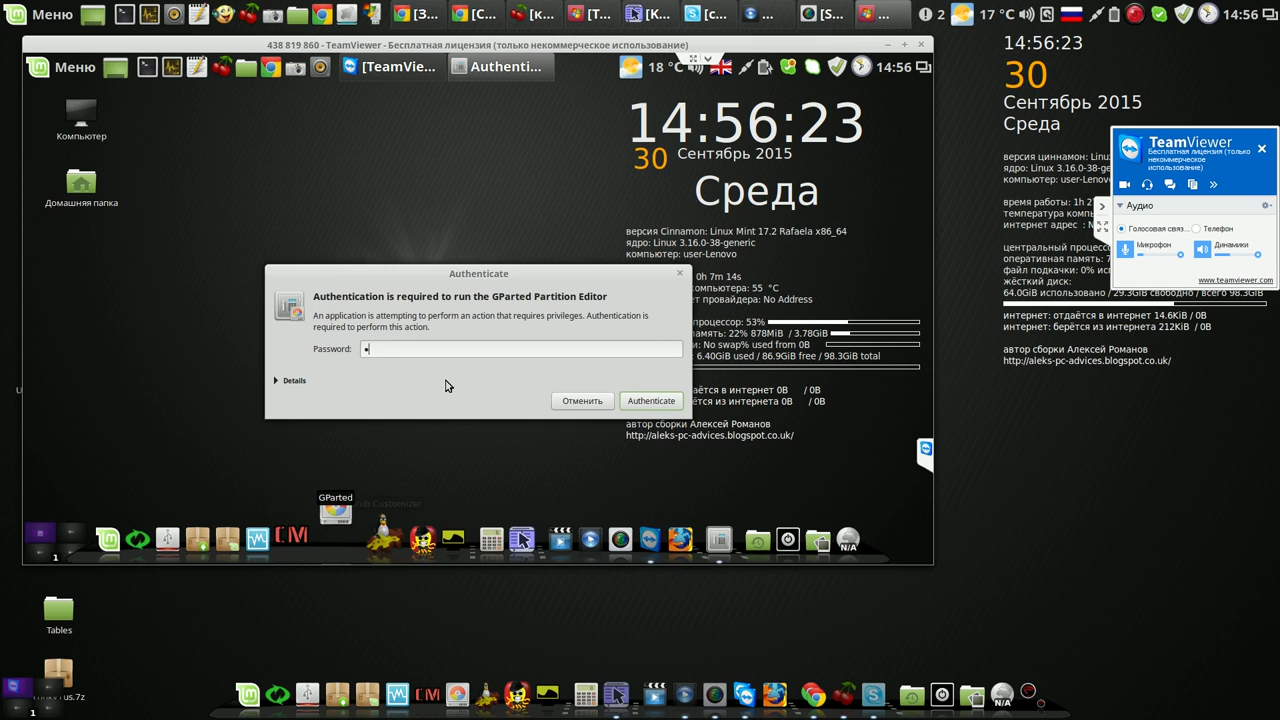 Меню
[З...
[С...
[к...
[Т...
[K...
[c...
...
[S...
...
2
17 °C
14:56
438 819 860 - TeamViewer - Бесплатная лицензия (только некоммерческое использование)
Меню
[TeamVie...
Authenti...
18 °C
14:56
Компьютер
Домашняя папка
14:56:23
30 Сентябрь 2015
Среда
версия Cinnamon: Linux Mint 17.2 Rafaela x86_64
ядро: Linux 3.16.0-38-generic
компьютер: user-Lenovo
0h 7m 14s
компьютера: 55 °C
ет провайдера: No Address
процессор: 53%
память: 22% 878MiB / 3.78GiB
и: No swap% used from 0B
: 6.40GiB used / 86.9GiB free / 98.3GiB total
аётся в интернет 0B / 0B
ётся из интернета 0B / 0B
автор сборки Алексей Романов
http://aleks-pc-advices.blogspot.co.uk/
Authenticate
Authentication is required to run the GParted Partition Editor
An application is attempting to perform an action that requires privileges. Authentication is
required to perform this action.
Password:
Details
Отменить
Authenticate
GParted
Grub Customizer
N/A
1
14:56:23
30
Сентябрь 2015
Среда
версия циннамон: Linu
ядро: Linux 3.16.0-38-ge
компьютер: user-Lenovo
время работы: 1h 2
температура комп
интернет адрес : N
центральный процессо
оперативная память: 7
файл подкачки: 0% исп
жёсткий диск:
64.0GiB использовано / 29.3GiB свободно / всего 98.3GiB
интернет: отдаётся в интернет 14.6KiB / 0B
интернет: берётся из интернета 212KiB / 0B
автор сборки Алексей Романов
http://aleks-pc-advices.blogspot.co.uk/
TeamViewer
Бесплатная лицензия (только
некоммерческое
использование)
Аудио
Голосовая связ...
Телефон
Микрофон
Динамики
www.teamviewer.com
Tables
rus.7z
N/A
1